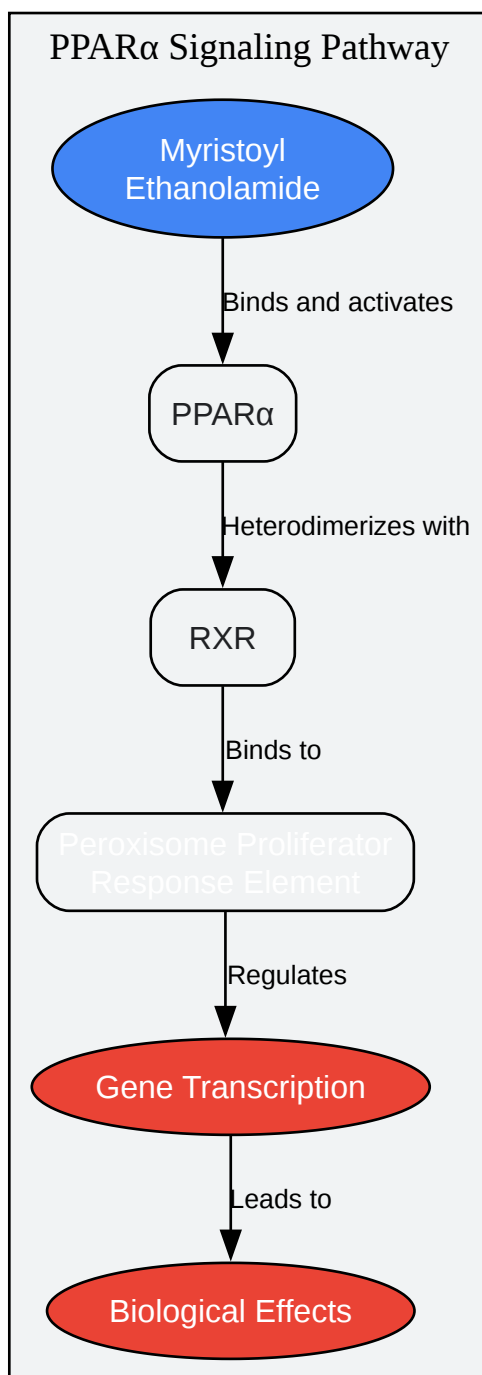 PPARα Signaling Pathway
Myristoyl
Ethanolamide
Binds and activates
PPARα
Heterodimerizes with
RXR
Binds to
Peroxisome Proliferator
Response Element
Regulates
Gene Transcription
Leads to
Biological Effects